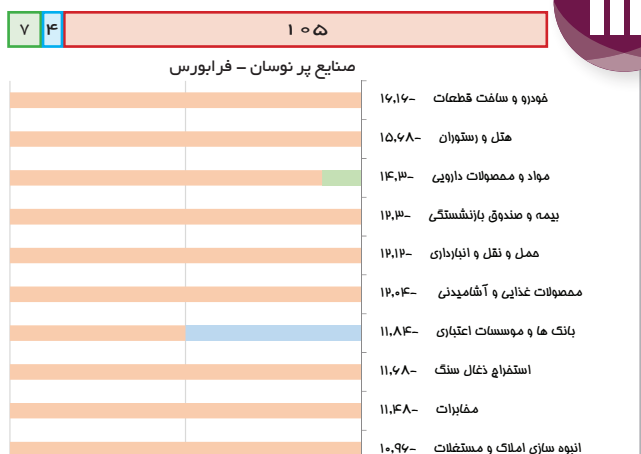 ۷ ۴ ۱۰۵
صنایع پر نوسان – فرابورس
خودرو و ساخت قطعات -۱۶,۱۶
هتل و رستوران -۱۵,۶۸
مواد و محصولات دارویی -۱۴,۳
بیمه و صندوق بازنشستگی -۱۲,۳
حمل و نقل و انبارداری -۱۲,۱۲
محصولات غذایی و آشامیدنی -۱۲,۰۴
بانک ها و موسسات اعتباری -۱۱,۸۴
استخراج ذغال سنگ -۱۱,۶۸
مخابرات -۱۱,۴۸
انبوه سازی املاک و مستغلات -۱۰,۹۶